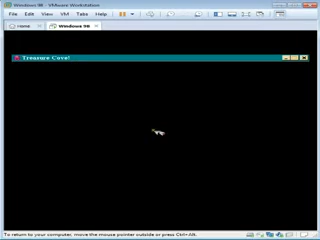 Windows 98 - VMware Workstation
File Edit View VM Tabs Help
Home Windows 98
Treasure Cove!
To return to your computer, move the mouse pointer outside or press Ctrl+Alt.